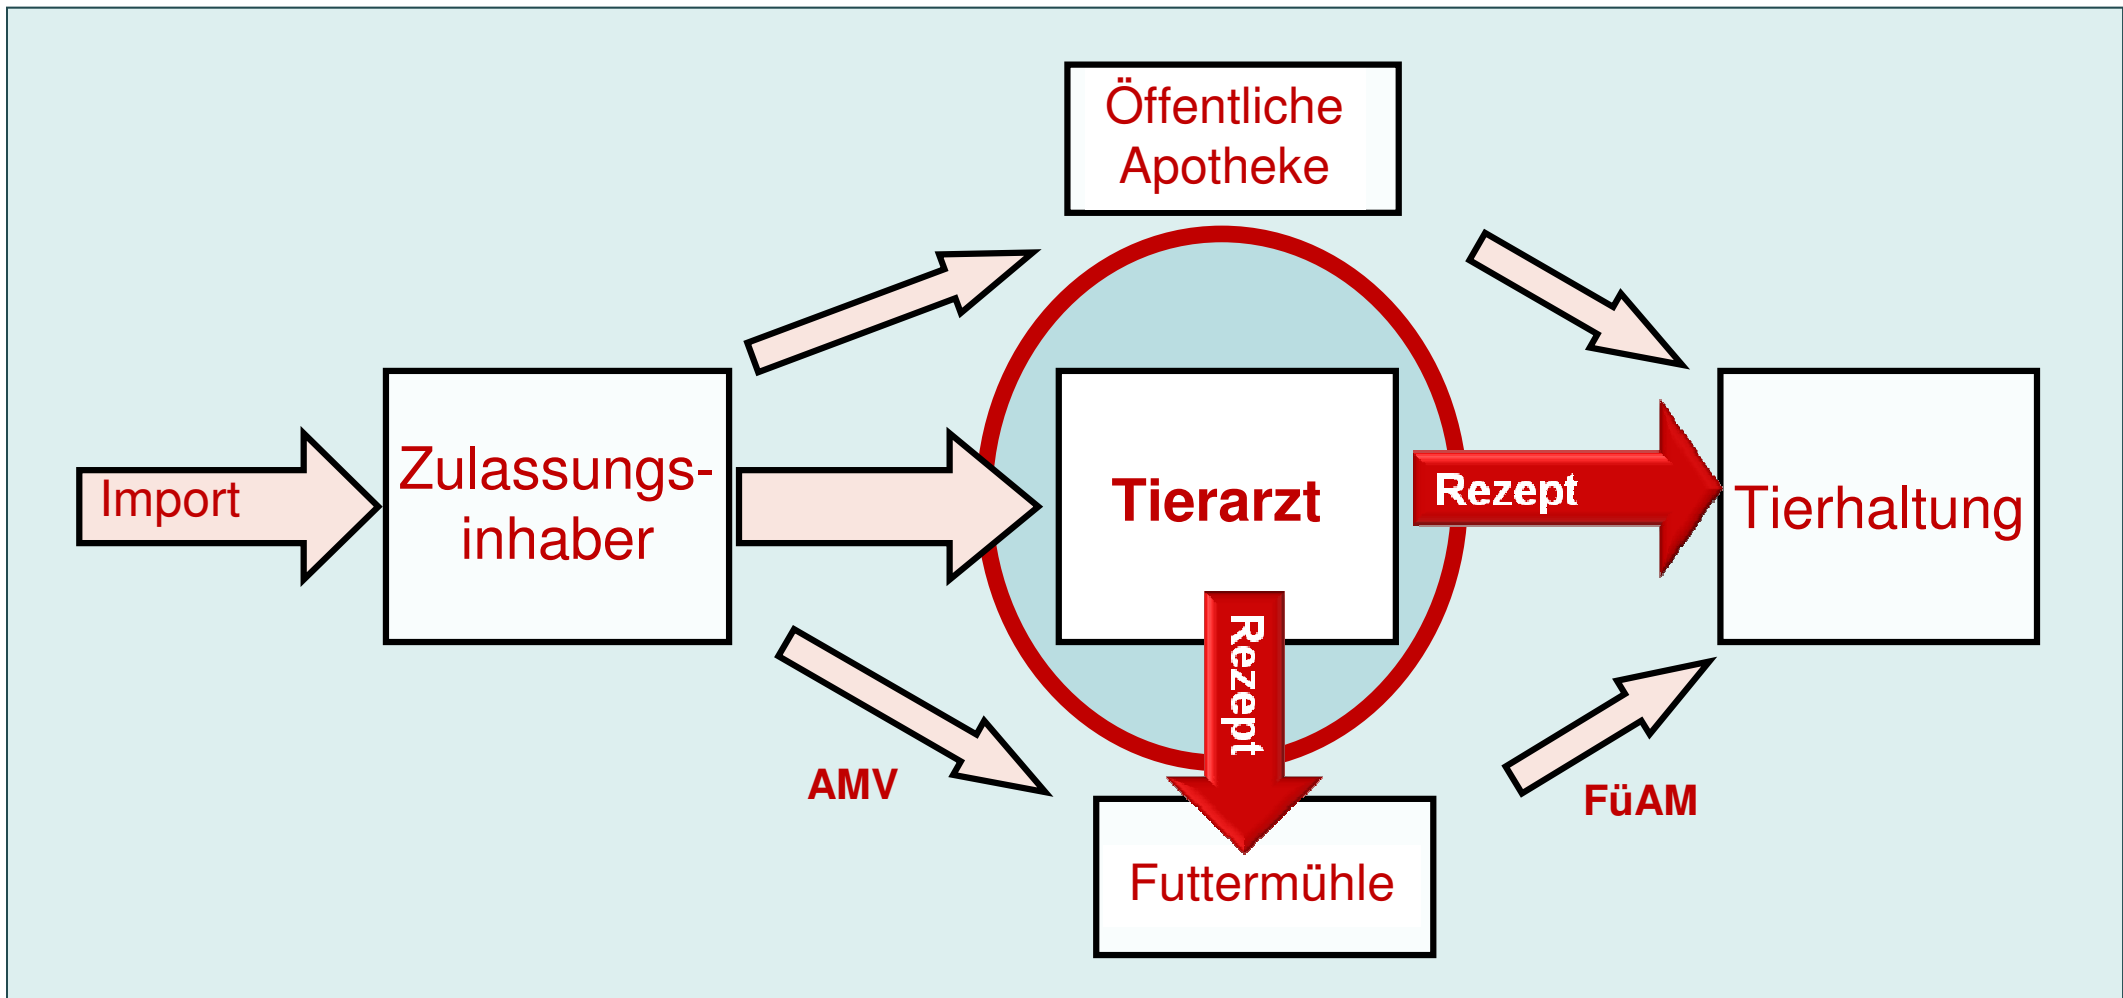 Öffentliche
Apotheke
Import
Zulassungs-
inhaber
Tierarzt
Rezept
Tierhaltung
Rezept
AMV
FüAM
Futtermühle